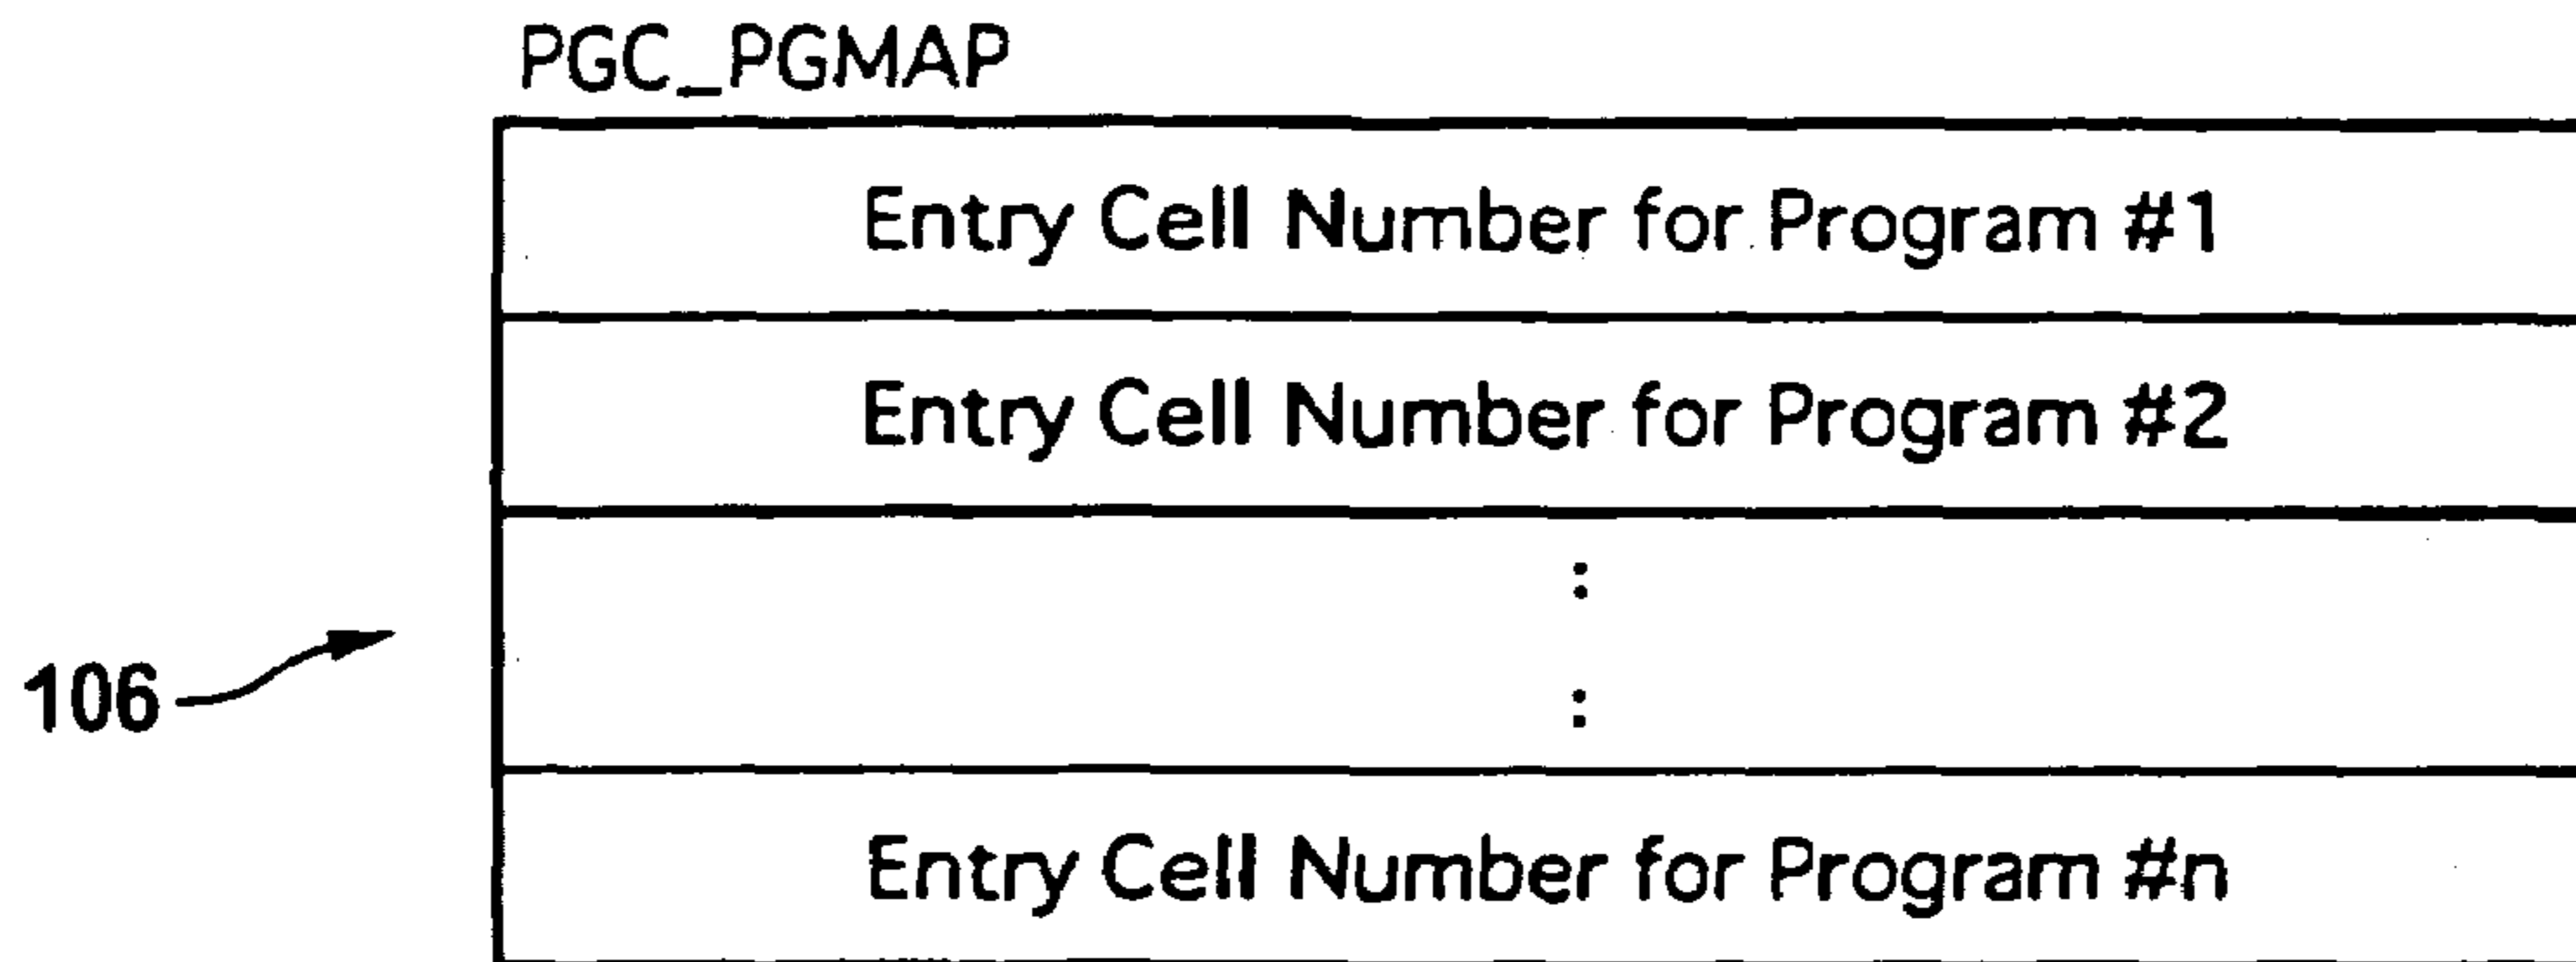 PGC_PGMAP
Entry Cell Number for Program #1
Entry Cell Number for Program #2
:
:
106
Entry Cell Number for Program #n